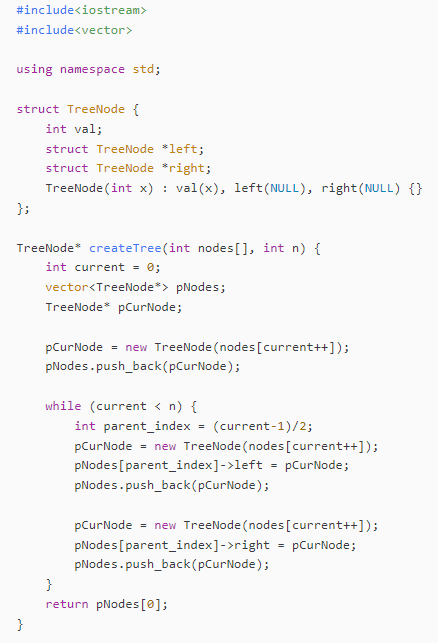 #include<iostream>
#include<vector>
using namespace std;
struct TreeNode {
    int val;
    struct TreeNode *left;
    struct TreeNode *right;
    TreeNode(int x) : val(x), left(NULL), right(NULL) {}
};
TreeNode* createTree(int nodes[], int n) {
    int current = 0;
    vector<TreeNode*> pNodes;
    TreeNode* pCurNode;
    pCurNode = new TreeNode(nodes[current++]);
    pNodes.push_back(pCurNode);
    while (current < n) {
        int parent_index = (current-1)/2;
        pCurNode = new TreeNode(nodes[current++]);
        pNodes[parent_index]->left = pCurNode;
        pNodes.push_back(pCurNode);
        pCurNode = new TreeNode(nodes[current++]);
        pNodes[parent_index]->right = pCurNode;
        pNodes.push_back(pCurNode);
    }
    return pNodes[0];
}